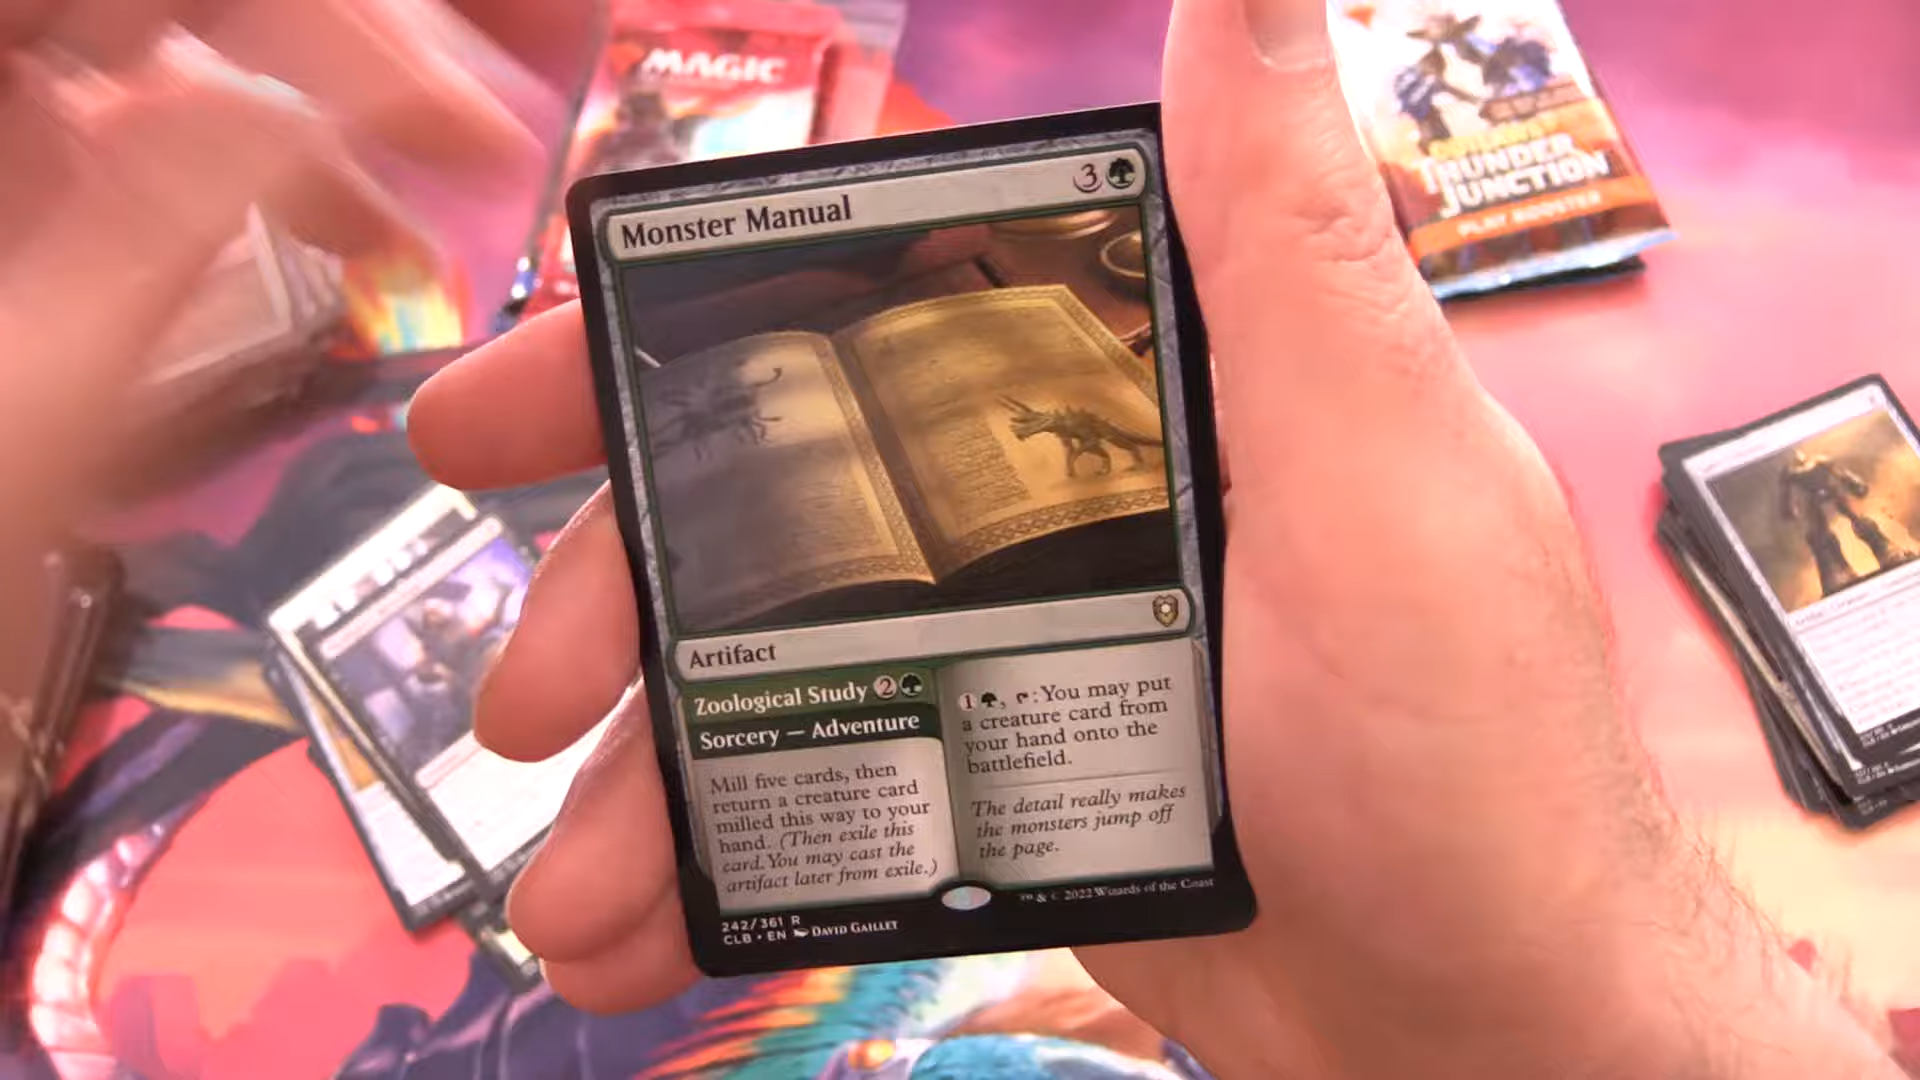 MAGIC
THUNDER
JUNCTION
PLAY BOOSTER
Monster Manual
3
Artifact
Zoological Study 2
Sorcery — Adventure
Mill five cards, then
return a creature card
milled this way to your
hand. (Then exile this
card. You may cast the
artifact later from exile.)
1, : You may put
a creature card from
your hand onto the
battlefield.
The detail really makes
the monsters jump off
the page.
242/361 R
CLB • EN DAVID GAILLET
™ & © 2022 Wizards of the Coast